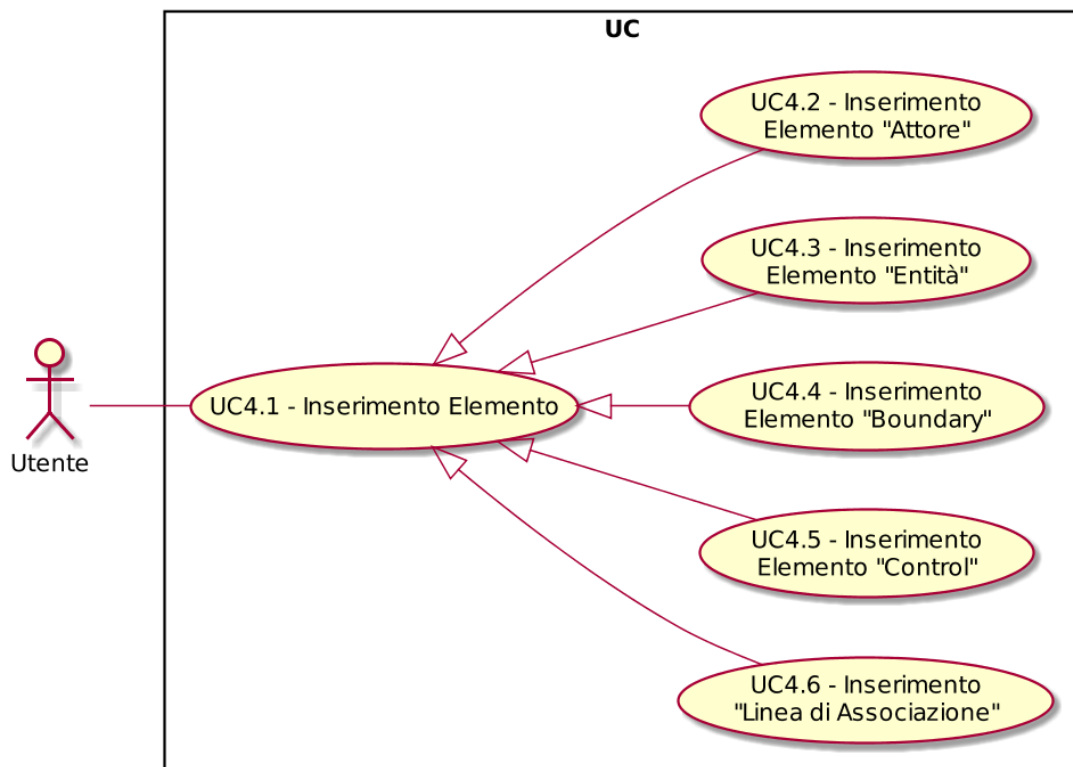 UC
UC4.2 - Inserimento
Elemento "Attore"
UC4.3 - Inserimento
Elemento "Entità"
UC4.1 - Inserimento Elemento
UC4.4 - Inserimento
Elemento "Boundary"
Utente
UC4.5 - Inserimento
Elemento "Control"
UC4.6 - Inserimento
"Linea di Associazione"